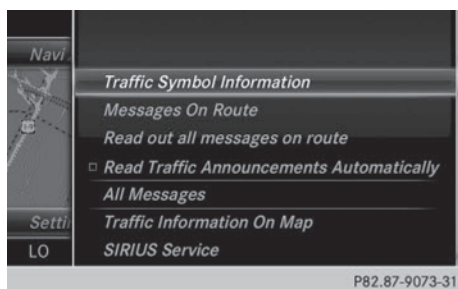 Navi
Traffic Symbol Information
Messages On Route
Read out all messages on route
Read Traffic Announcements Automatically
All Messages
Traffic Information On Map
SIRIUS Service
LO
P82.87-9073-31